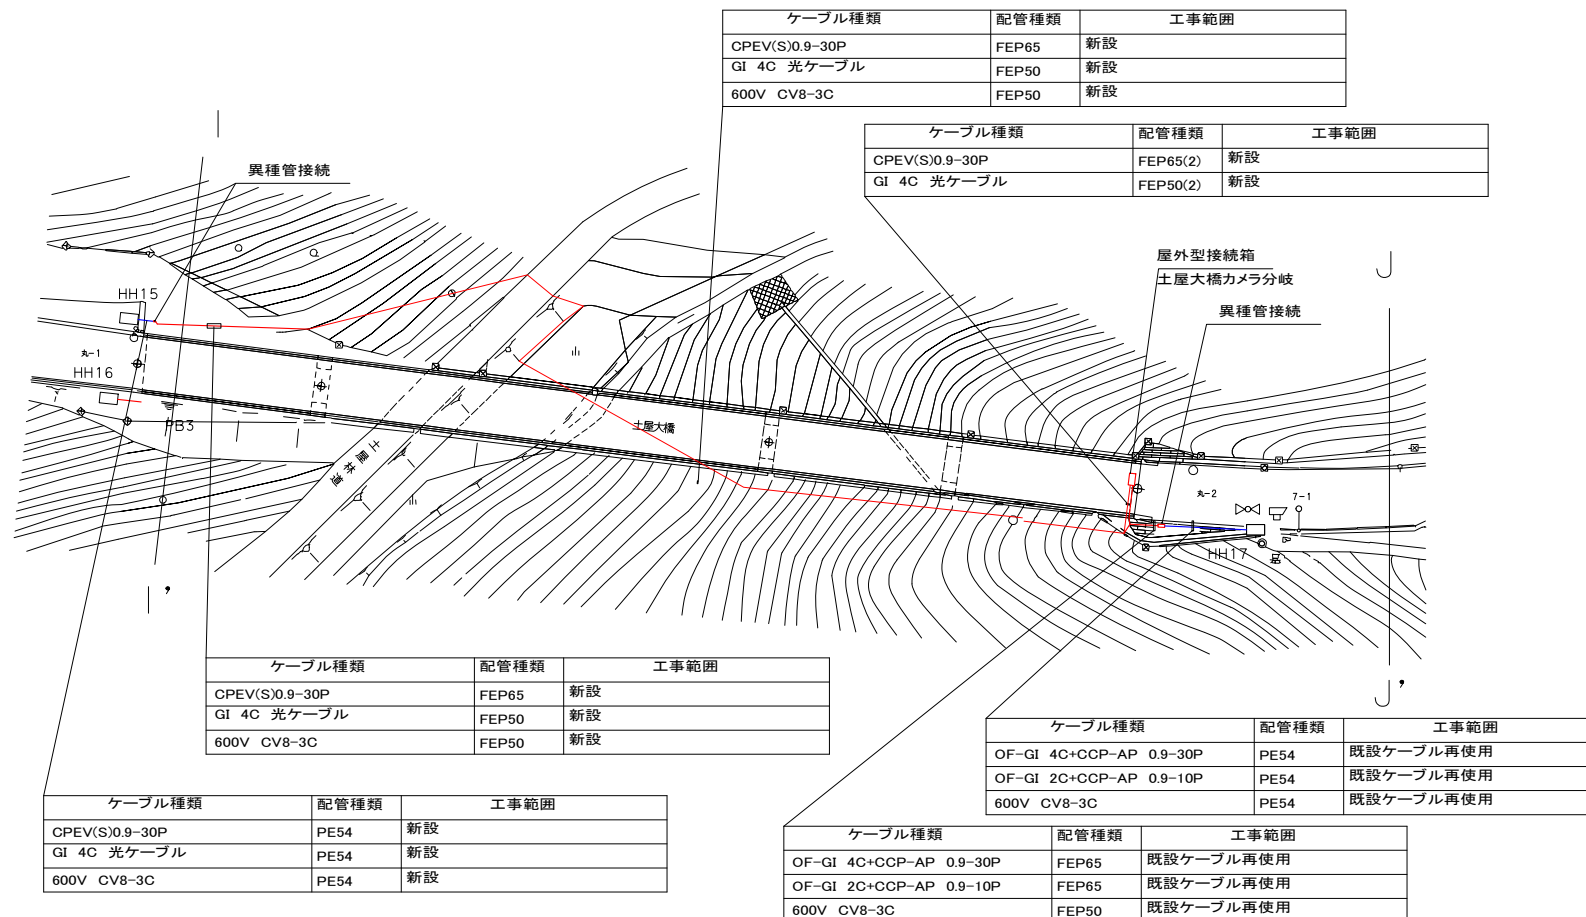 ケーブル種類 配管種類 工事範囲
CPEV(S)0.9-30P FEP65 新設
GI 4C 光ケーブル FEP50 新設
600V CV8-3C FEP50 新設
ケーブル種類 配管種類 工事範囲
CPEV(S)0.9-30P FEP65(2) 新設
GI 4C 光ケーブル FEP50(2) 新設
I
異種管接続
屋外型接続箱
土屋大橋カメラ分岐
J
異種管接続
HH15
丸-1
HH16
B3
土屋大橋
土屋林道
丸-2
7-1
HH17
I'
J'
ケーブル種類 配管種類 工事範囲
CPEV(S)0.9-30P FEP65 新設
GI 4C 光ケーブル FEP50 新設
600V CV8-3C FEP50 新設
ケーブル種類 配管種類 工事範囲
OF-GI 4C+CCP-AP 0.9-30P PE54 既設ケーブル再使用
OF-GI 2C+CCP-AP 0.9-10P PE54 既設ケーブル再使用
600V CV8-3C PE54 既設ケーブル再使用
ケーブル種類 配管種類 工事範囲
CPEV(S)0.9-30P PE54 新設
GI 4C 光ケーブル PE54 新設
600V CV8-3C PE54 新設
ケーブル種類 配管種類 工事範囲
OF-GI 4C+CCP-AP 0.9-30P FEP65 既設ケーブル再使用
OF-GI 2C+CCP-AP 0.9-10P FEP65 既設ケーブル再使用
600V CV8-3C FEP50 既設ケーブル再使用